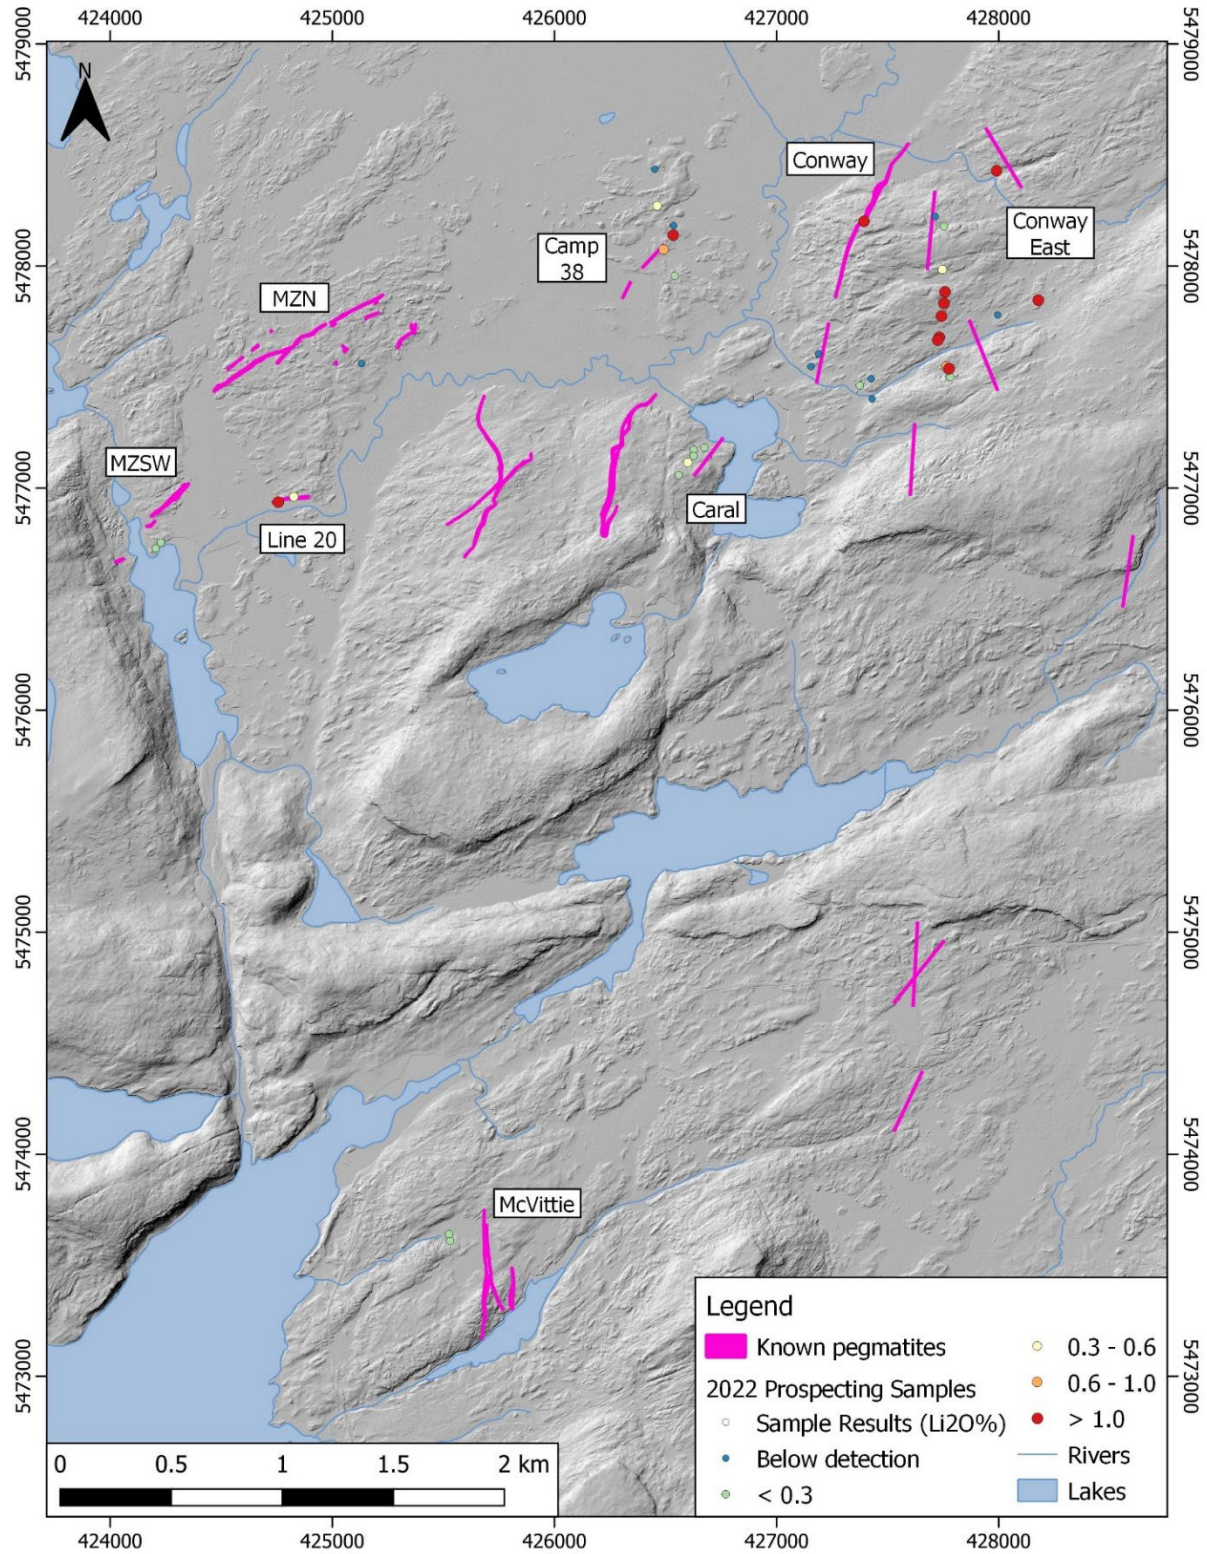 424000 425000 426000 427000 428000
5479000 5479000
N
Conway
Conway
East
Camp
38
5478000 5478000
MZN
MZSW
5477000 5477000
Caral
Line 20
5476000 5476000
5475000 5475000
5474000 5474000
McVittie
5473000 5473000
Legend
Known pegmatites
2022 Prospecting Samples
Sample Results (Li2O%)
Below detection
< 0.3
0.3 - 0.6
0.6 - 1.0
> 1.0
Rivers
Lakes
0 0.5 1 1.5 2 km
424000 425000 426000 427000 428000